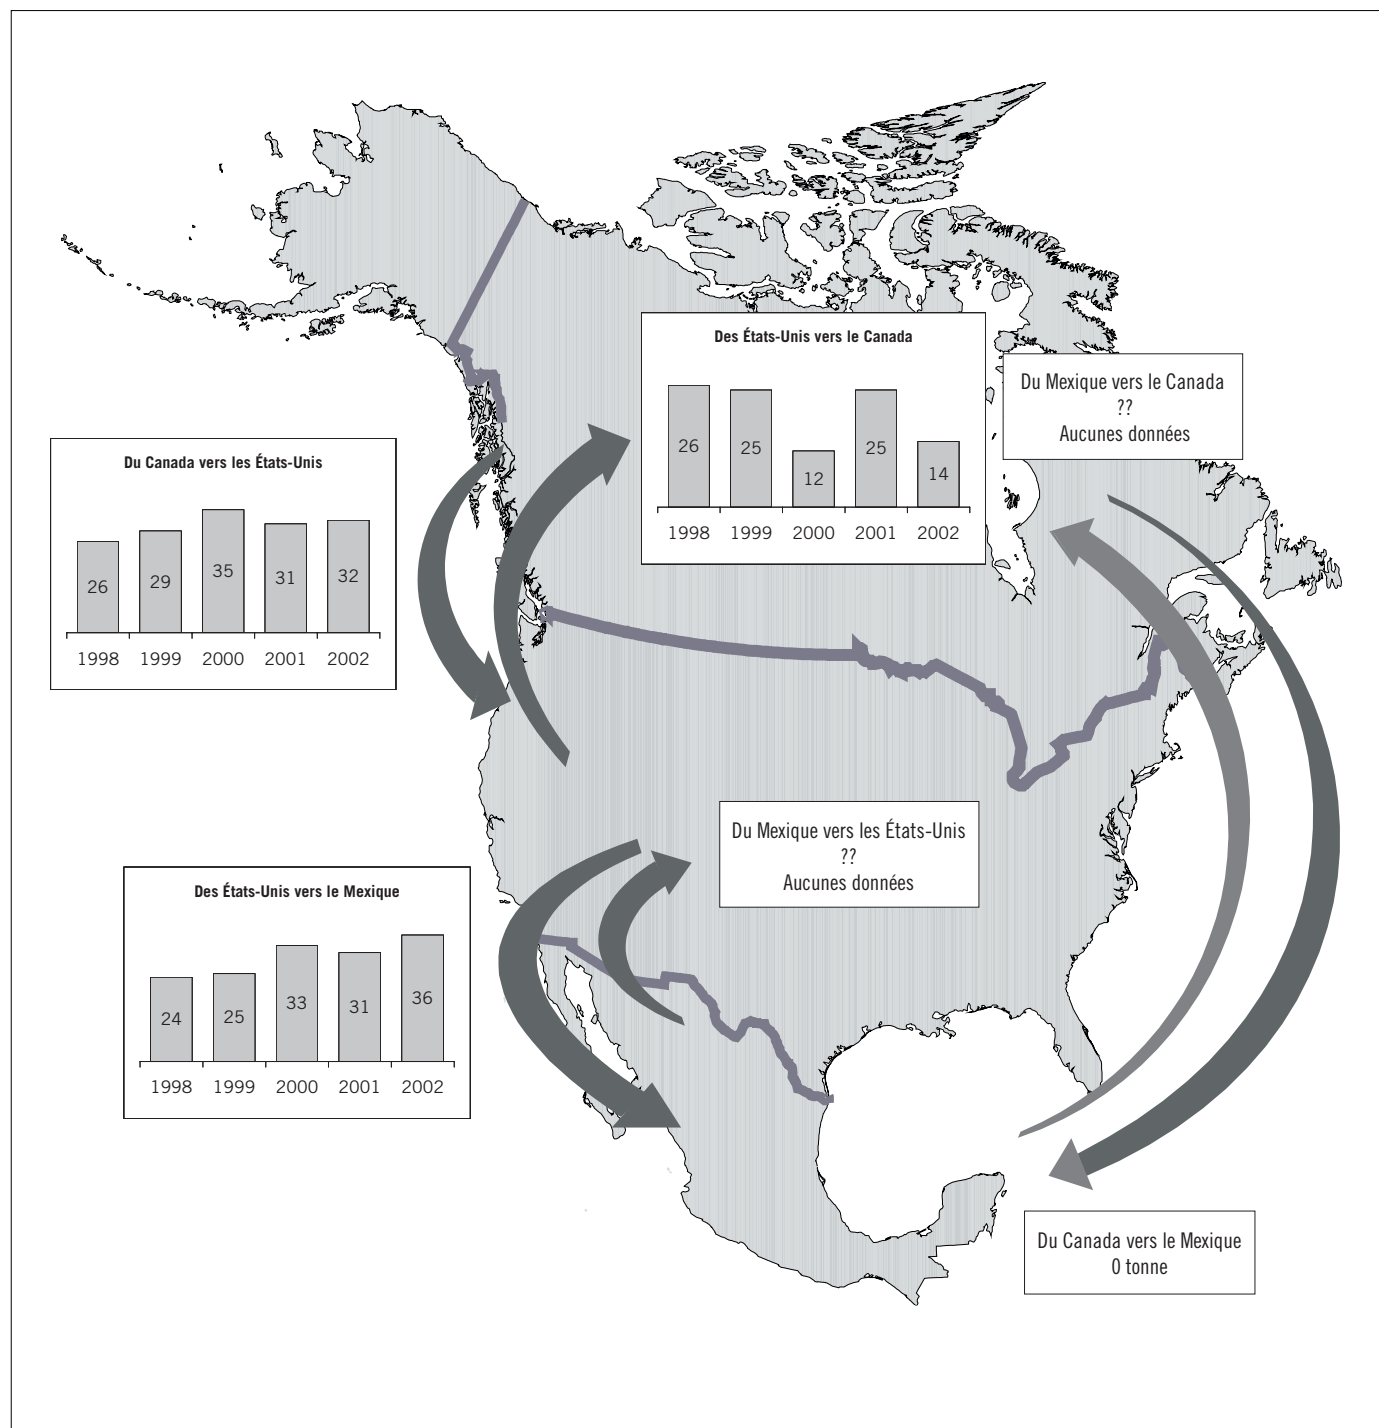 Des États-Unis vers le Canada
26
25
12
25
14
1998 1999 2000 2001 2002
Du Mexique vers le Canada
??
Aucunes données
Du Canada vers les États-Unis
26
29
35
31
32
1998 1999 2000 2001 2002
Du Mexique vers les États-Unis
??
Aucunes données
Des États-Unis vers le Mexique
24
25
33
31
36
1998 1999 2000 2001 2002
Du Canada vers le Mexique
0 tonne